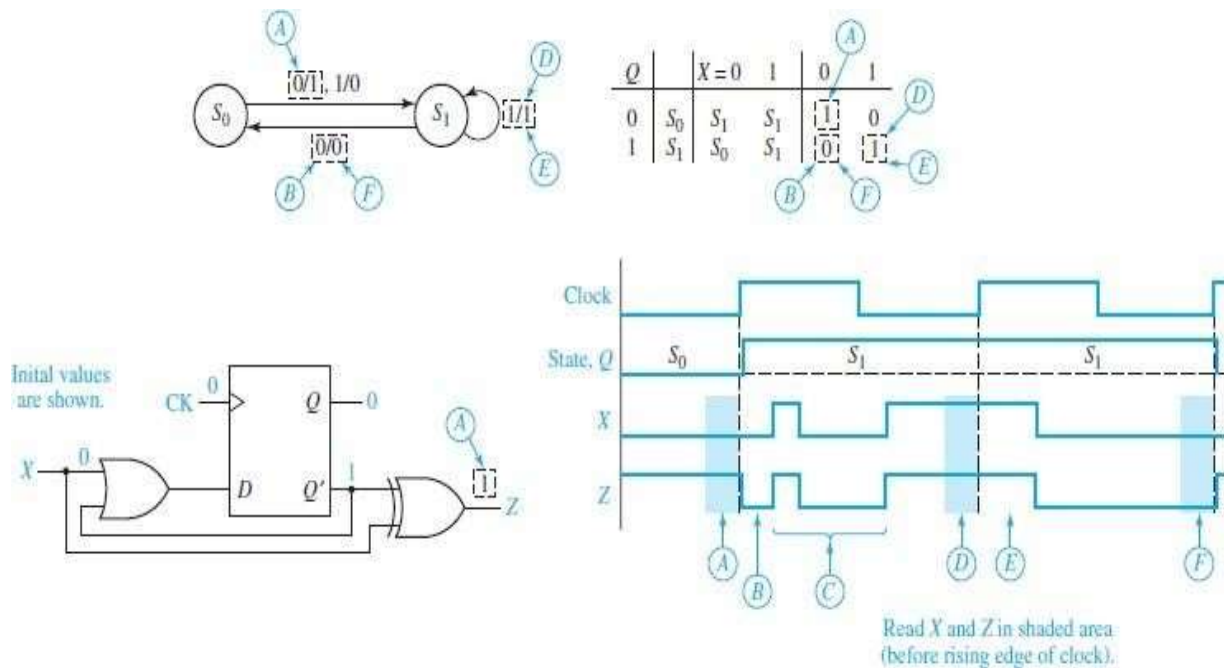 A
0/1, 1/0
D
S0
S1
1/1
0/0
B
F
E
A
Q X = 0 1 0 1
D
0 S0 S1 S1 1 0
1 S1 S0 S1 0 1
B
F
E
Clock
State, Q S0 S1 S1
X
Z
A
B
C
D
E
F
Read X and Z in shaded area
(before rising edge of clock).
Inital values
are shown.
CK 0
Q 0
A
X 0
1
1
D Q′
Z